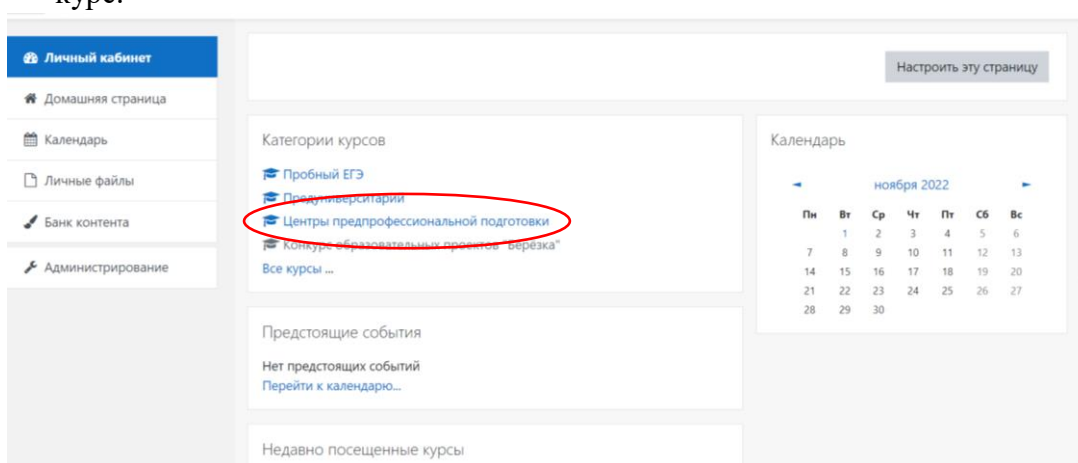 курс.
Личный кабинет
Домашняя страница
Календарь
Личные файлы
Банк контента
Администрирование
Настроить эту страницу
Категории курсов
Пробный ЕГЭ
Предуниверситарий
Центры предпрофессиональной подготовки
Конкурс образовательных проектов "Берёзка"
Все курсы ...
Предстоящие события
Нет предстоящих событий
Перейти к календарю...
Недавно посещенные курсы
Календарь
◄ ноября 2022 ►
Пн Вт Ср Чт Пт Сб Вс
1 2 3 4 5 6
7 8 9 10 11 12 13
14 15 16 17 18 19 20
21 22 23 24 25 26 27
28 29 30